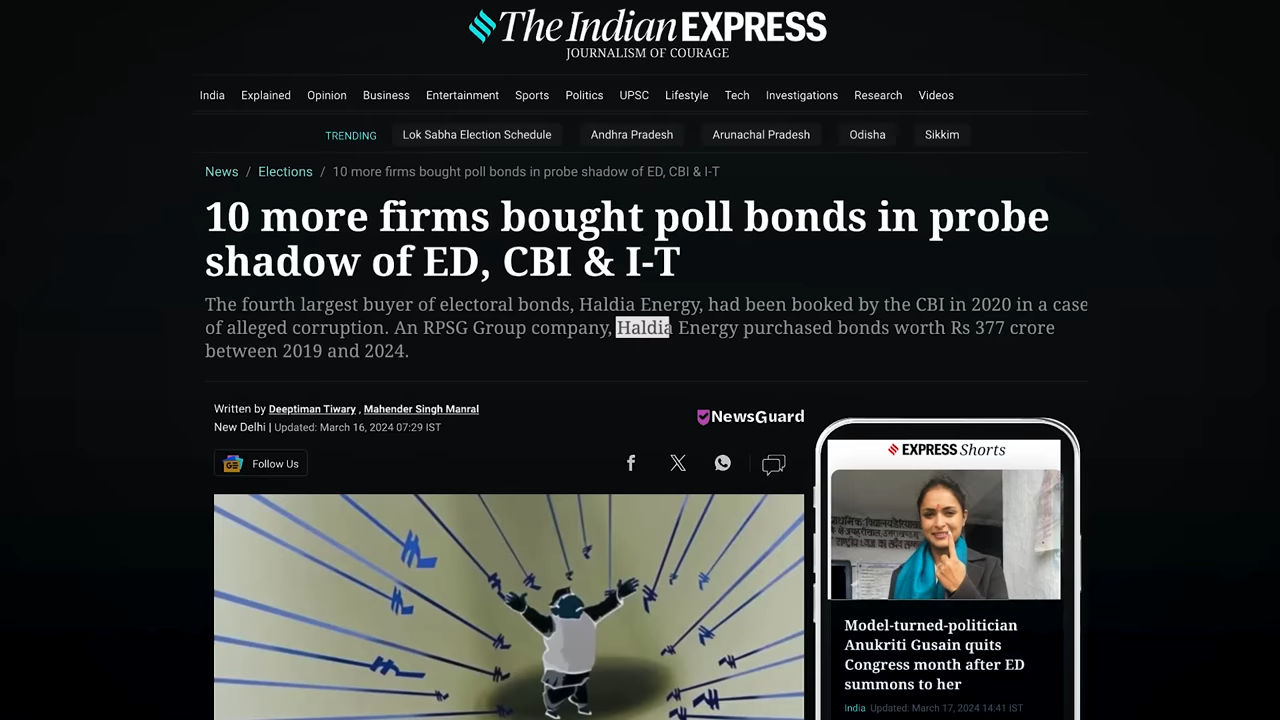 The Indian EXPRESS
JOURNALISM OF COURAGE
India Explained Opinion Business Entertainment Sports Politics UPSC Lifestyle Tech Investigations Research Videos
TRENDING Lok Sabha Election Schedule Andhra Pradesh Arunachal Pradesh Odisha Sikkim
News / Elections / 10 more firms bought poll bonds in probe shadow of ED, CBI & I-T
10 more firms bought poll bonds in probe
shadow of ED, CBI & I-T
The fourth largest buyer of electoral bonds, Haldia Energy, had been booked by the CBI in 2020 in a case
of alleged corruption. An RPSG Group company, Haldia Energy purchased bonds worth Rs 377 crore
between 2019 and 2024.
Written by Deeptiman Tiwary , Mahender Singh Manral
New Delhi | Updated: March 16, 2024 07:29 IST
NewsGuard
GE Follow Us
EXPRESS Shorts
Model-turned-politician
Anukriti Gusain quits
Congress month after ED
summons to her
India Updated: March 17, 2024 14:41 IST